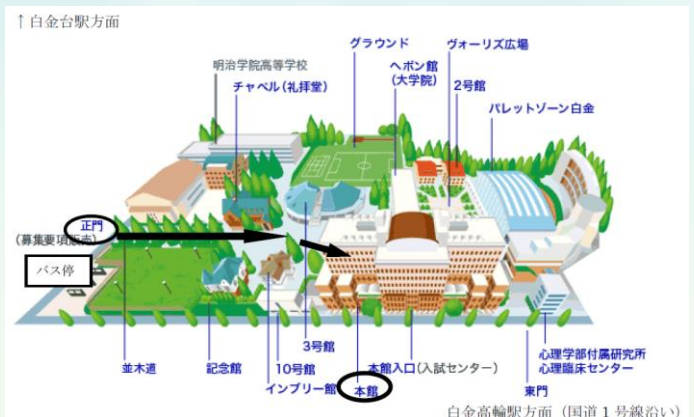 ↑白金台駅方面
グラウンド
ヴォーリズ広場
明治学院高等学校
ヘボン館
(大学院)
チャペル(礼拝堂)
2号館
パレットゾーン白金
正門
(募集要項販売)
バス停
3号館
並木道
記念館
10号館
本館入口(入試センター)
心理学部付属研究所
心理臨床センター
インブリー館
本館
東門
白金高輪駅方面（国道1号線沿い）